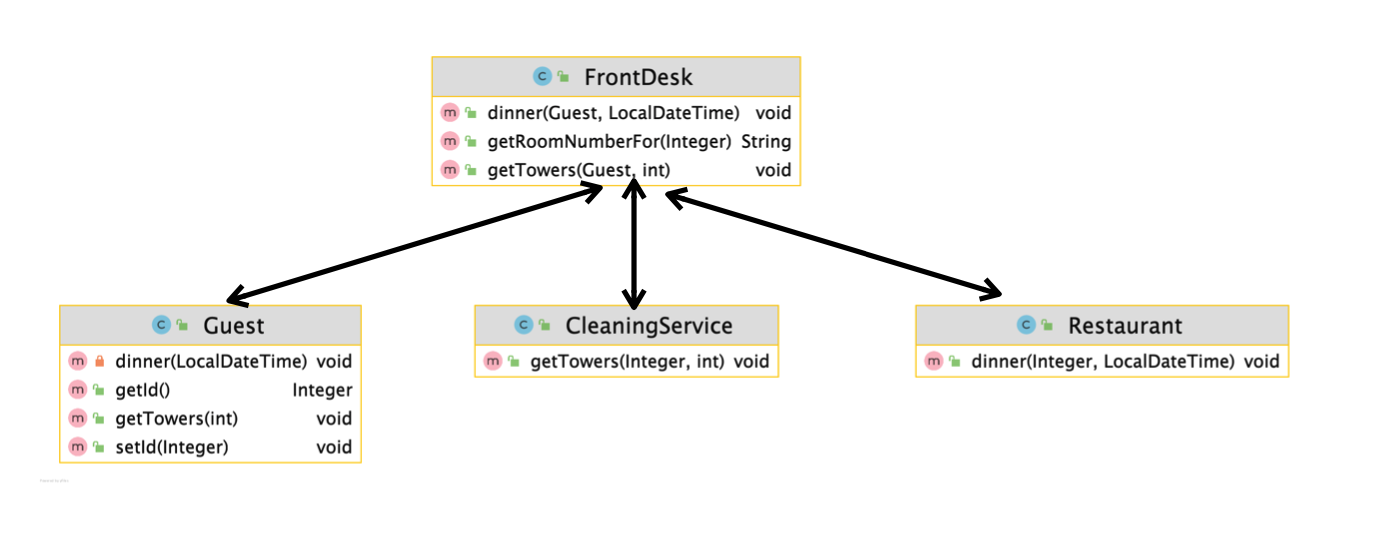 FrontDesk
dinner(Guest, LocalDateTime) void
getRoomNumberFor(Integer) String
getTowers(Guest, int) void
Guest
dinner(LocalDateTime) void
getId() Integer
getTowers(int) void
setId(Integer) void
CleaningService
getTowers(Integer, int) void
Restaurant
dinner(Integer, LocalDateTime) void